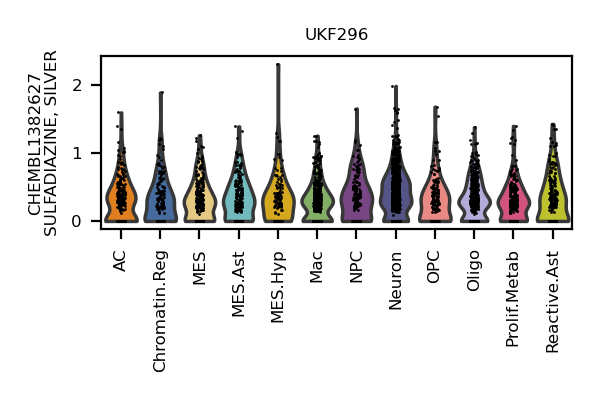 UKF296
CHEMBL1382627
SULFADIAZINE, SILVER
2
1
0
AC
Chromatin.Reg
MES
MES.Ast
MES.Hyp
Mac
NPC
Neuron
OPC
Oligo
Prolif.Metab
Reactive.Ast